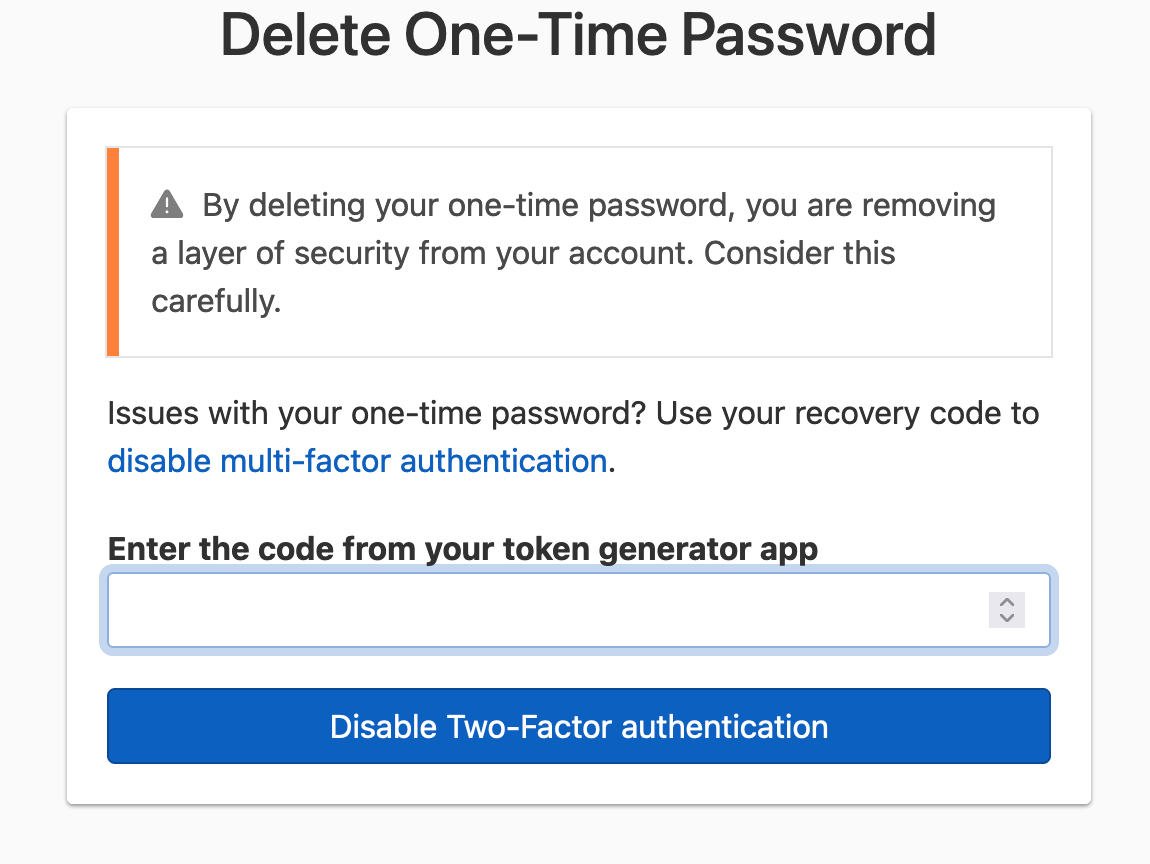 Delete One-Time Password
By deleting your one-time password, you are removing
a layer of security from your account. Consider this
carefully.
Issues with your one-time password? Use your recovery code to
disable multi-factor authentication.
Enter the code from your token generator app
Disable Two-Factor authentication